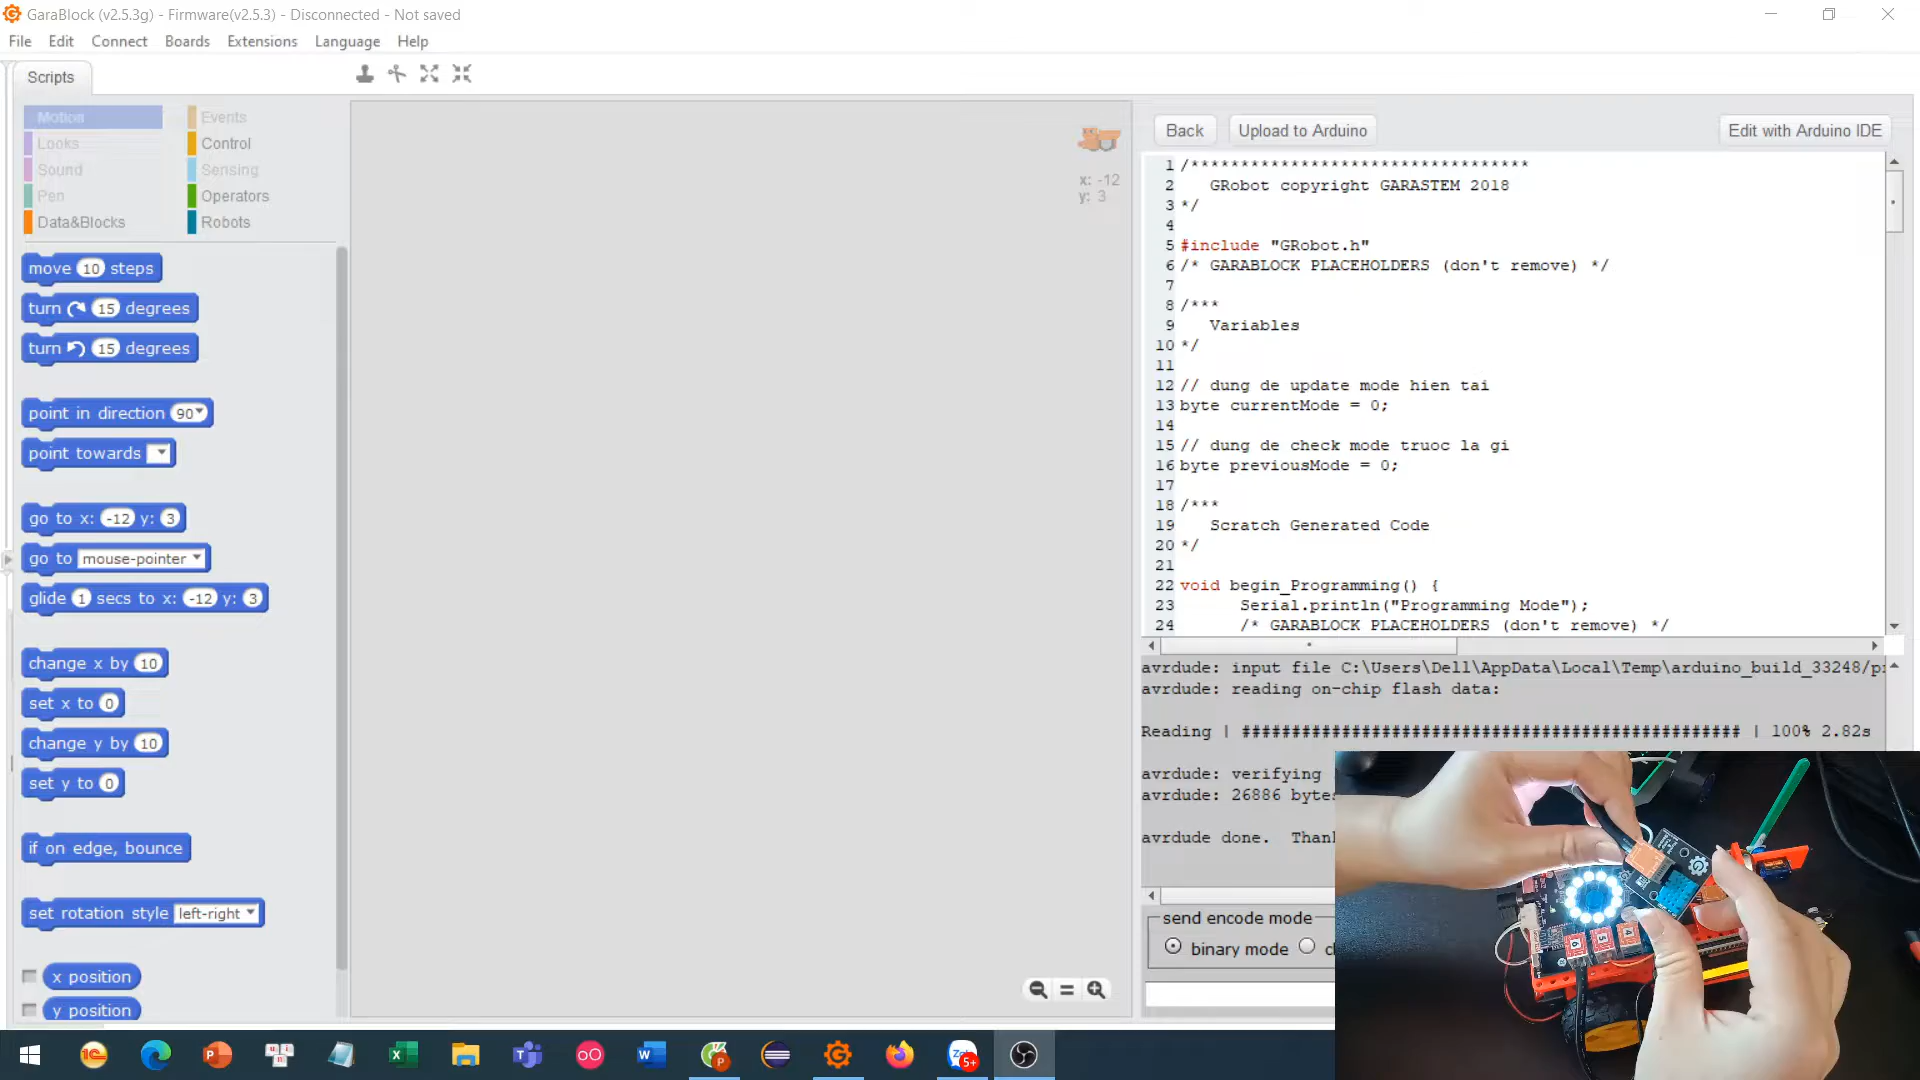 GaraBlock (v2.5.3g) - Firmware(v2.5.3) - Disconnected - Not saved
File Edit Connect Boards Extensions Language Help
Scripts
Motion
Looks
Sound
Pen
Data&Blocks
Events
Control
Sensing
Operators
Robots
move 10 steps
turn 15 degrees
turn 15 degrees
point in direction 90
point towards
go to x: -12 y: 3
go to mouse-pointer
glide 1 secs to x: -12 y: 3
change x by 10
set x to 0
change y by 10
set y to 0
if on edge, bounce
set rotation style left-right
x position
y position
x: -12
y: 3
Back Upload to Arduino Edit with Arduino IDE
1 /**********************************
2 GRobot copyright GARASTEM 2018
3 */
4
5 #include "GRobot.h"
6 /* GARABLOCK PLACEHOLDERS (don't remove) */
7
8 /***
9 Variables
10 */
11
12 // dung de update mode hien tai
13 byte currentMode = 0;
14
15 // dung de check mode truoc la gi
16 byte previousMode = 0;
17
18 /***
19 Scratch Generated Code
20 */
21
22 void begin_Programming() {
23 Serial.println("Programming Mode");
24 /* GARABLOCK PLACEHOLDERS (don't remove) */
avrdude: input file C:\Users\Dell\AppData\Local\Temp\arduino_build_33248/p
avrdude: reading on-chip flash data:
Reading | ################################################## | 100% 2.82s
avrdude: verifying
avrdude: 26886 bytes
avrdude done. Than
send encode mode
binary mode
6
5
4
5+